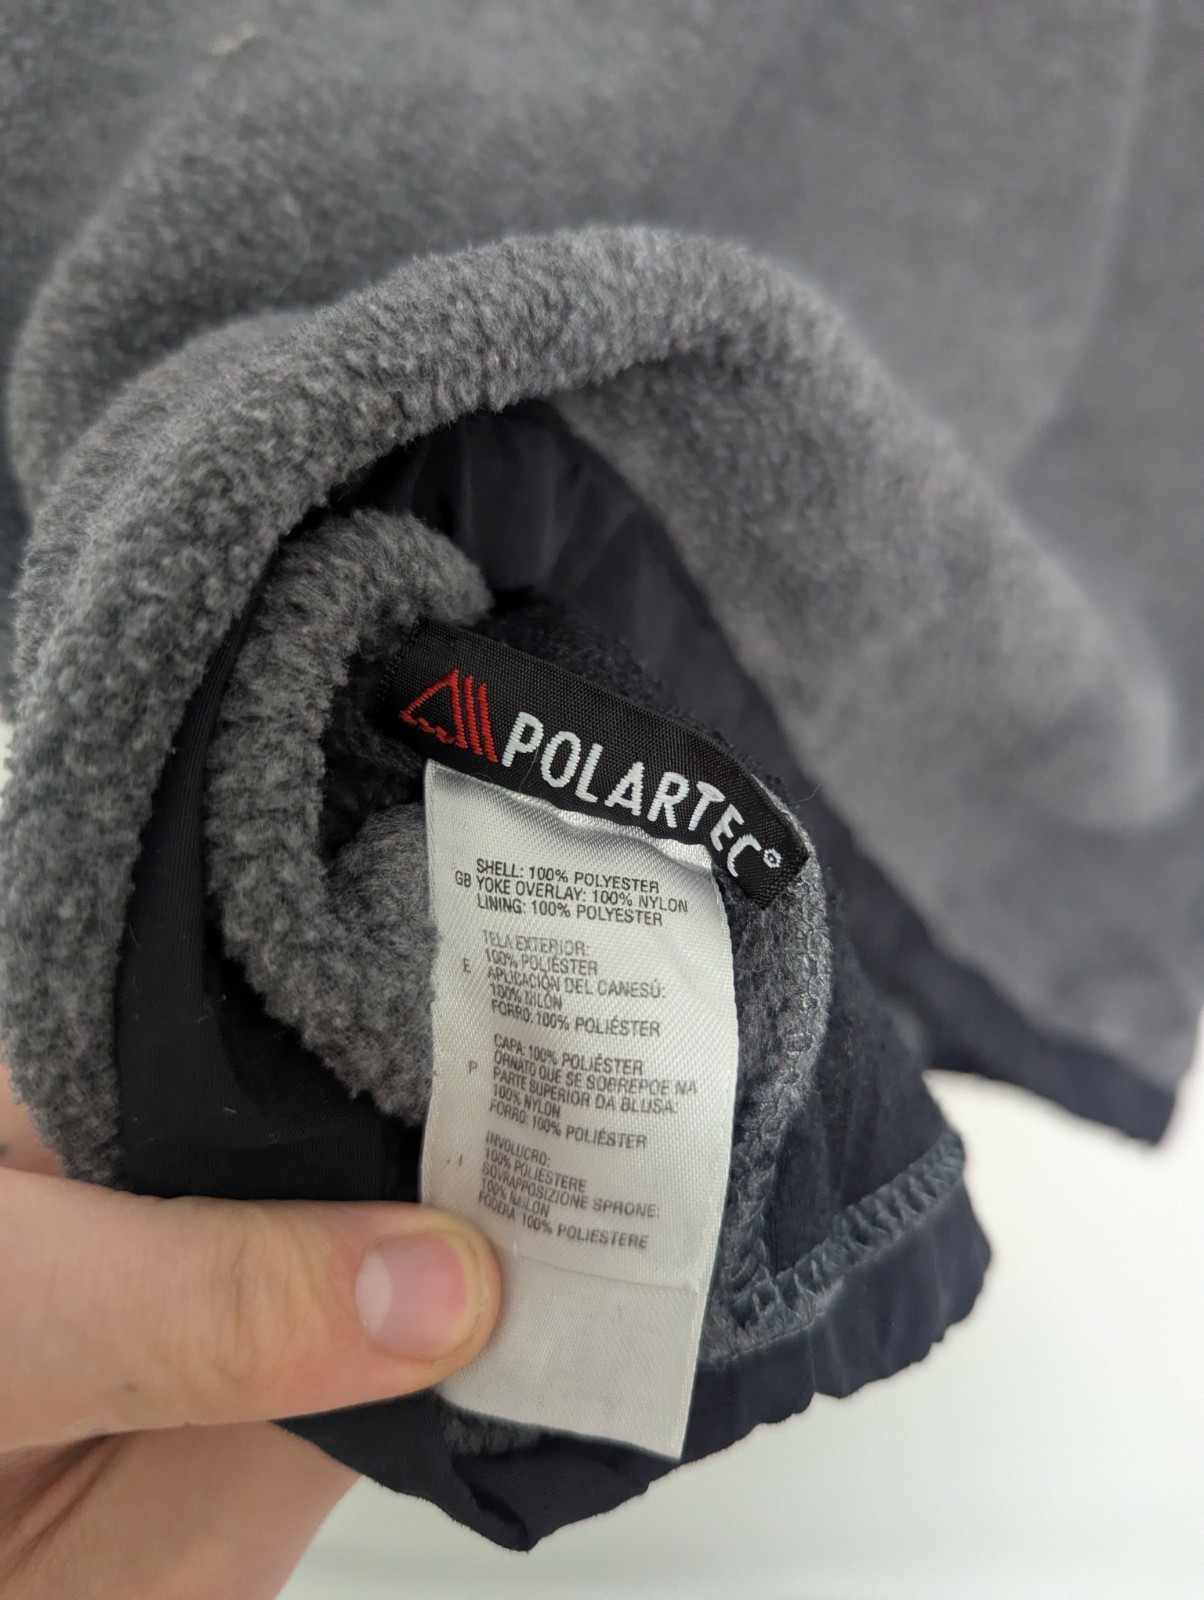 POLARTEC®
SHELL: 100% POLYESTER
GB YOKE OVERLAY: 100% NYLON
LINING: 100% POLYESTER
TELA EXTERIOR:
100% POLIÉSTER
E APLICACIÓN DEL CANESÚ:
100% NILÓN
FORRO: 100% POLIÉSTER
CAPA: 100% POLIÉSTER
P ORNATO QUE SE SOBREPOE NA
PARTE SUPERIOR DA BLUSA:
100% NYLON
FORRO: 100% POLIÉSTER
INVOLUCRO:
100% POLIESTERE
I SOVRAPPOSIZIONE SPRONE:
100% NAILON
FODERA: 100% POLIESTERE